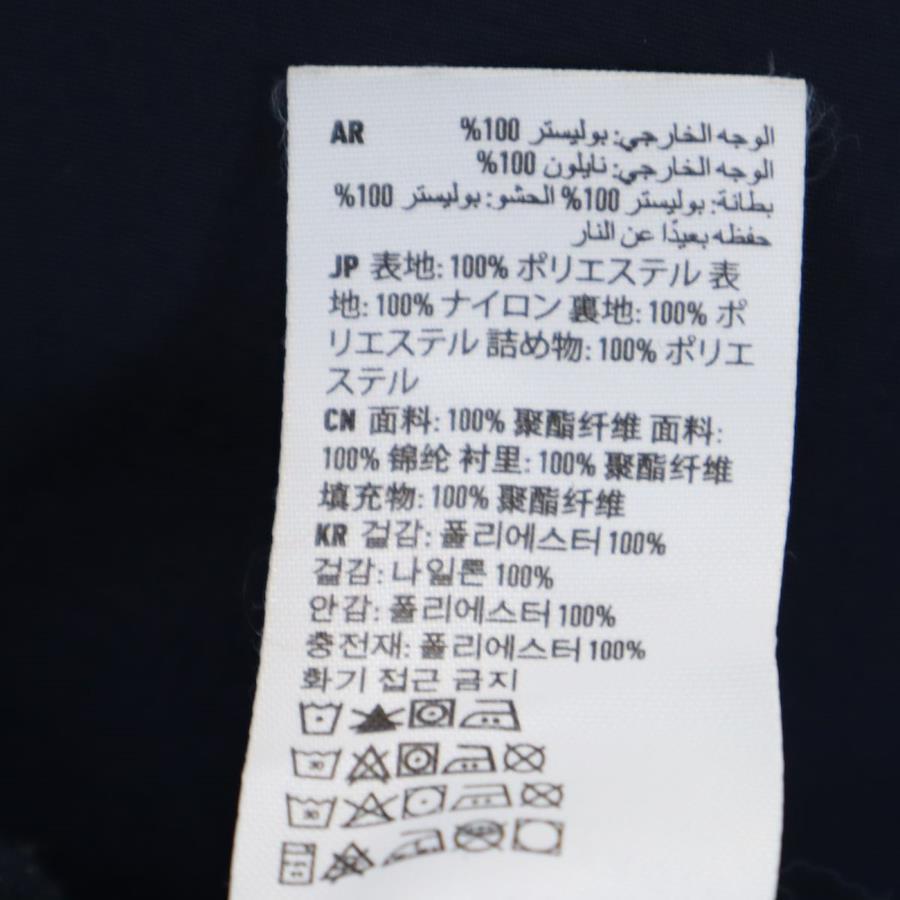 AR الوجه الخارجي: بوليستر 100%
الوجه الخارجي: نايلون 100%
بطانة: بوليستر 100% الحشو: بوليستر 100%
حفظه بعيدًا عن النار
JP 表地: 100% ポリエステル 表
地: 100% ナイロン 裏地: 100% ポ
リエステル 詰め物: 100% ポリエ
ステル
CN 面料: 100% 聚酯纤维 面料:
100% 锦纶 衬里: 100% 聚酯纤维
填充物: 100% 聚酯纤维
KR 겉감: 폴리에스터 100%
겉감: 나일론 100%
안감: 폴리에스터 100%
충전재: 폴리에스터 100%
화기 접근 금지
30
30